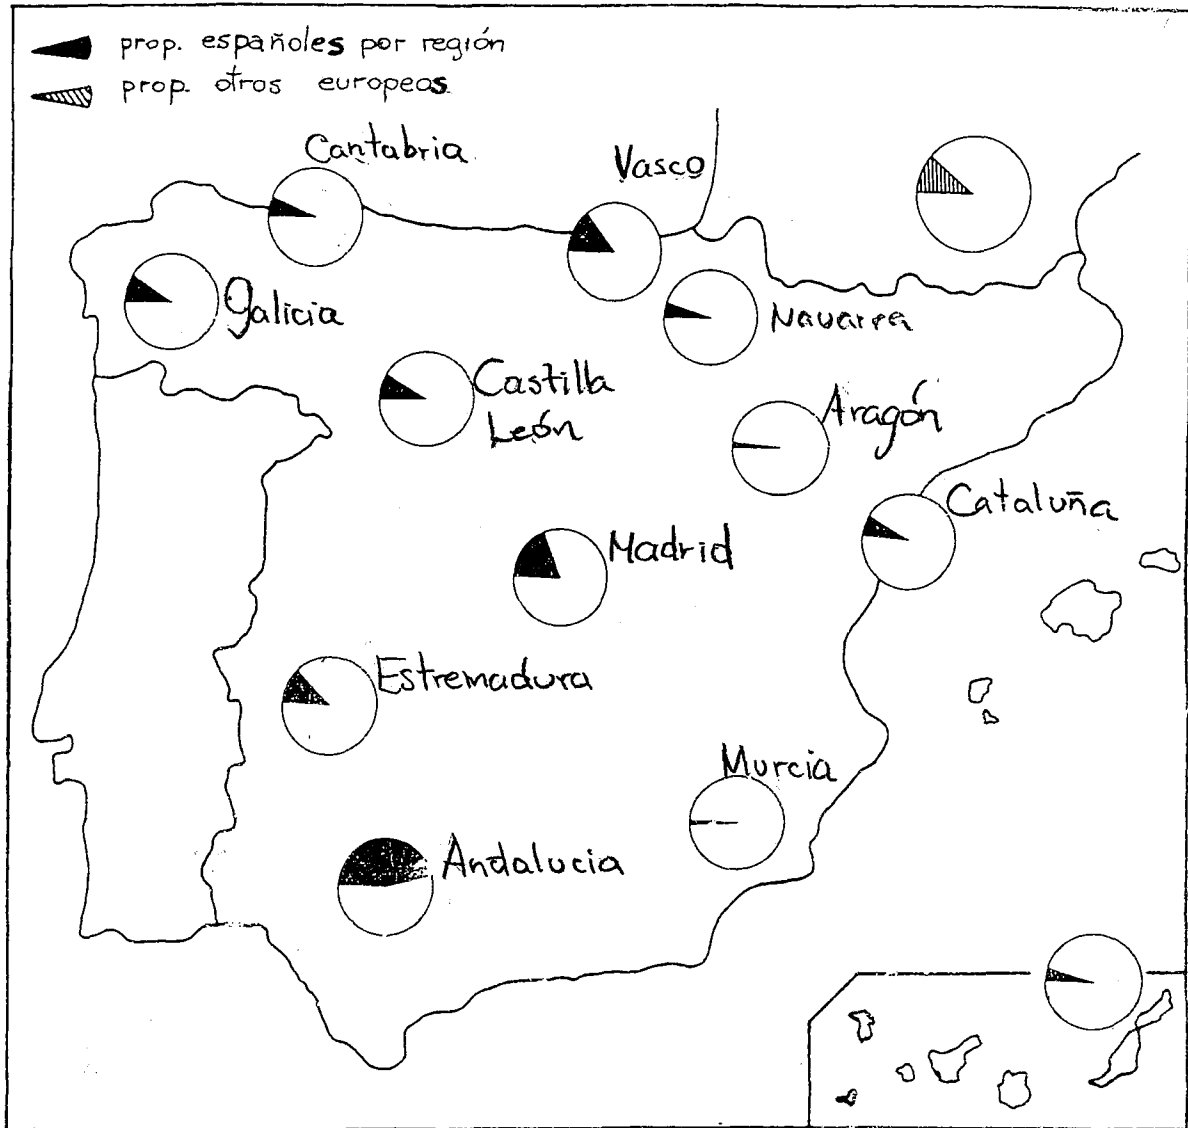 prop. españoles por región
prop. otros europeos
Cantabria
Vasco
Galicia
Navarra
Castilla
León
Aragón
Cataluña
Madrid
Estremadura
Murcia
Andalucia